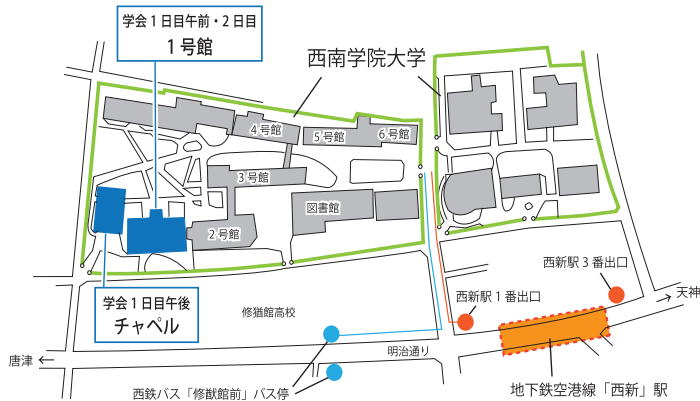 学会1日目午前・2日目
1号館
西南学院大学
4号館
5号館
6号館
3号館
図書館
2号館
学会1日目午後
チャペル
修猶館高校
西新駅3番出口
西新駅1番出口
天神
明治通り
唐津
西鉄バス「修猷館前」バス停
地下鉄空港線「西新」駅